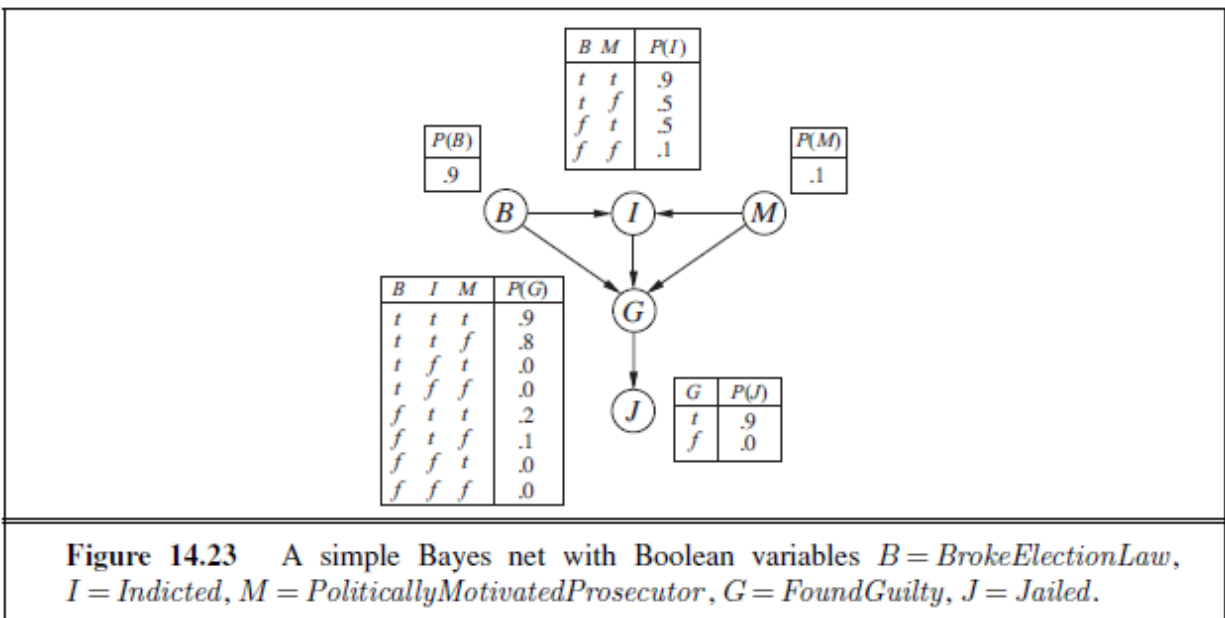 B M P(I)
t t .9
t f .5
f t .5
f f .1
P(B)
.9
P(M)
.1
B
I
M
B I M P(G)
t t t .9
t t f .8
t f t .0
t f f .0
f t t .2
f t f .1
f f t .0
f f f .0
G
J
G P(J)
t .9
f .0
Figure 14.23 A simple Bayes net with Boolean variables B = BrokeElectionLaw,
I = Indicted, M = PoliticallyMotivatedProsecutor, G = FoundGuilty, J = Jailed.